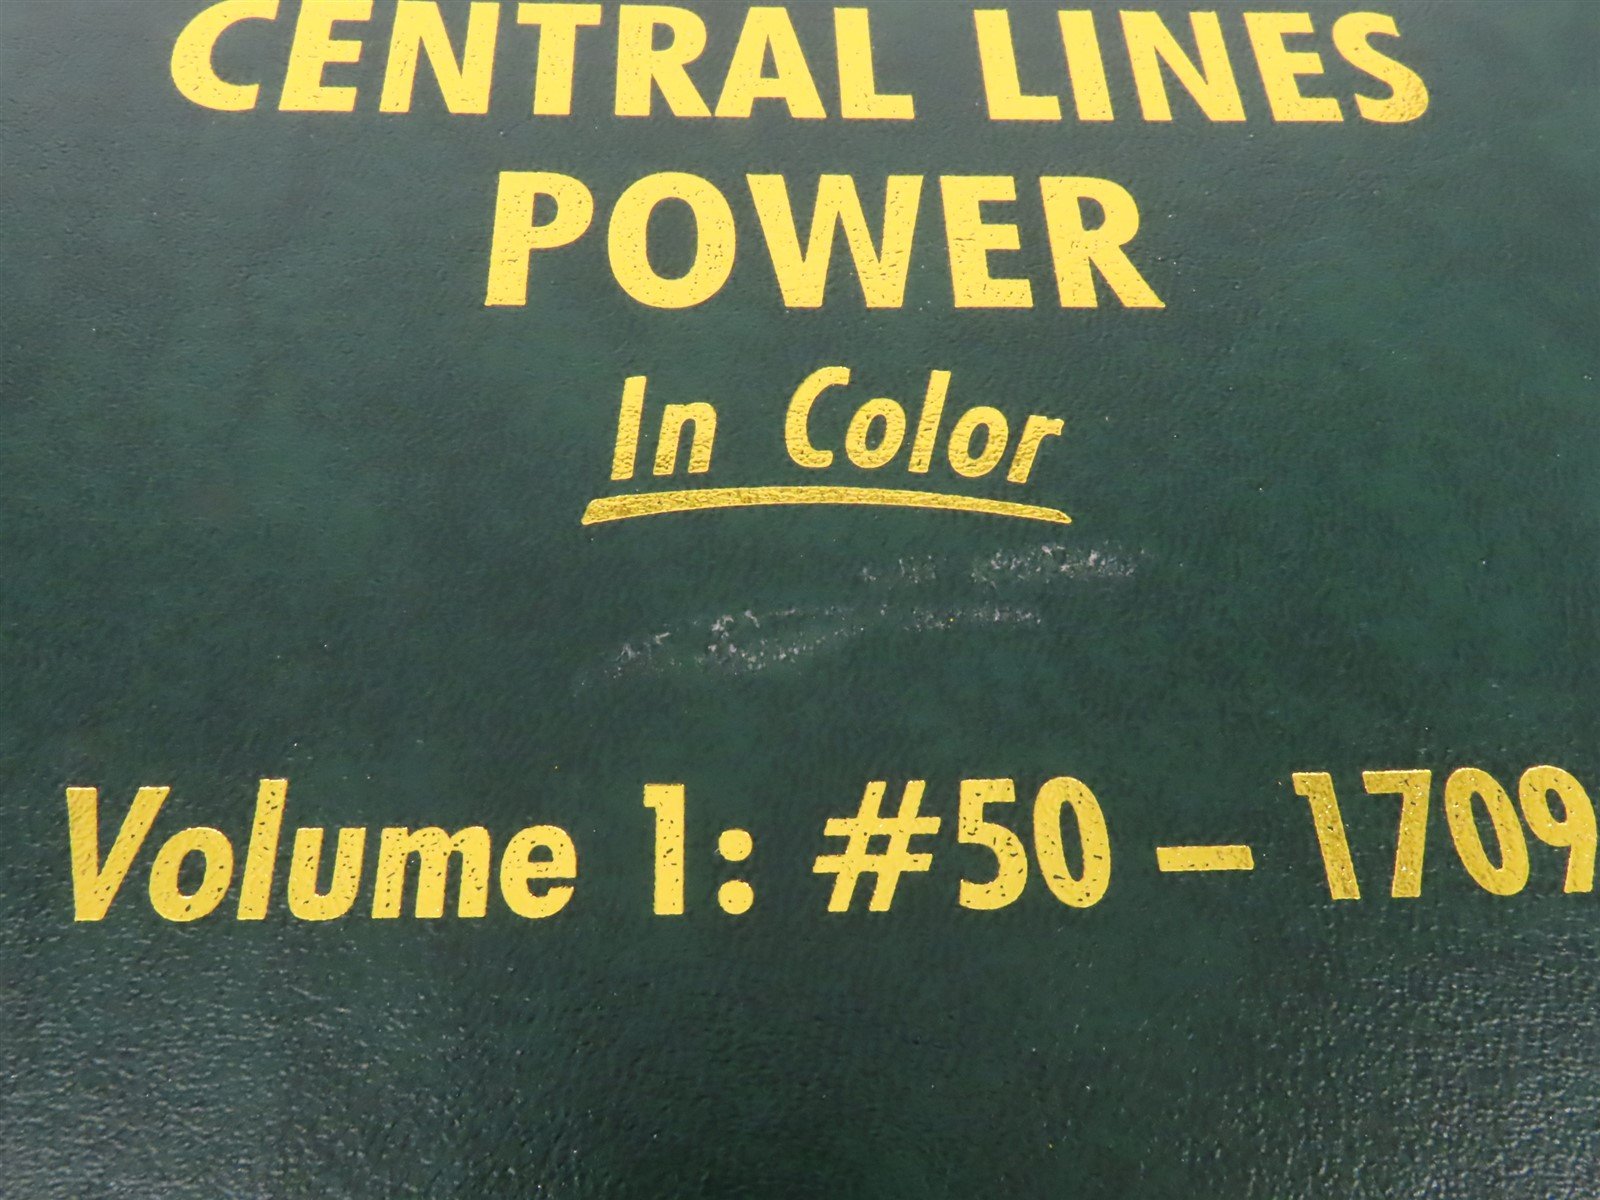 CENTRAL LINES
POWER
In Color
Volume 1: #50 – 1709